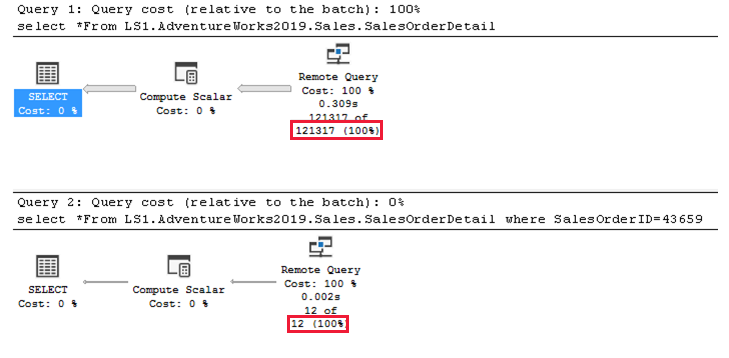 Query 1: Query cost (relative to the batch): 100%
select *From LS1.AdventureWorks2019.Sales.SalesOrderDetail
SELECT
Cost: 0 %
Compute Scalar
Cost: 0 %
Remote Query
Cost: 100 %
0.309s
121317 of
121317 (100%)
Query 2: Query cost (relative to the batch): 0%
select *From LS1.AdventureWorks2019.Sales.SalesOrderDetail where SalesOrderID=43659
SELECT
Cost: 0 %
Compute Scalar
Cost: 0 %
Remote Query
Cost: 100 %
0.002s
12 of
12 (100%)